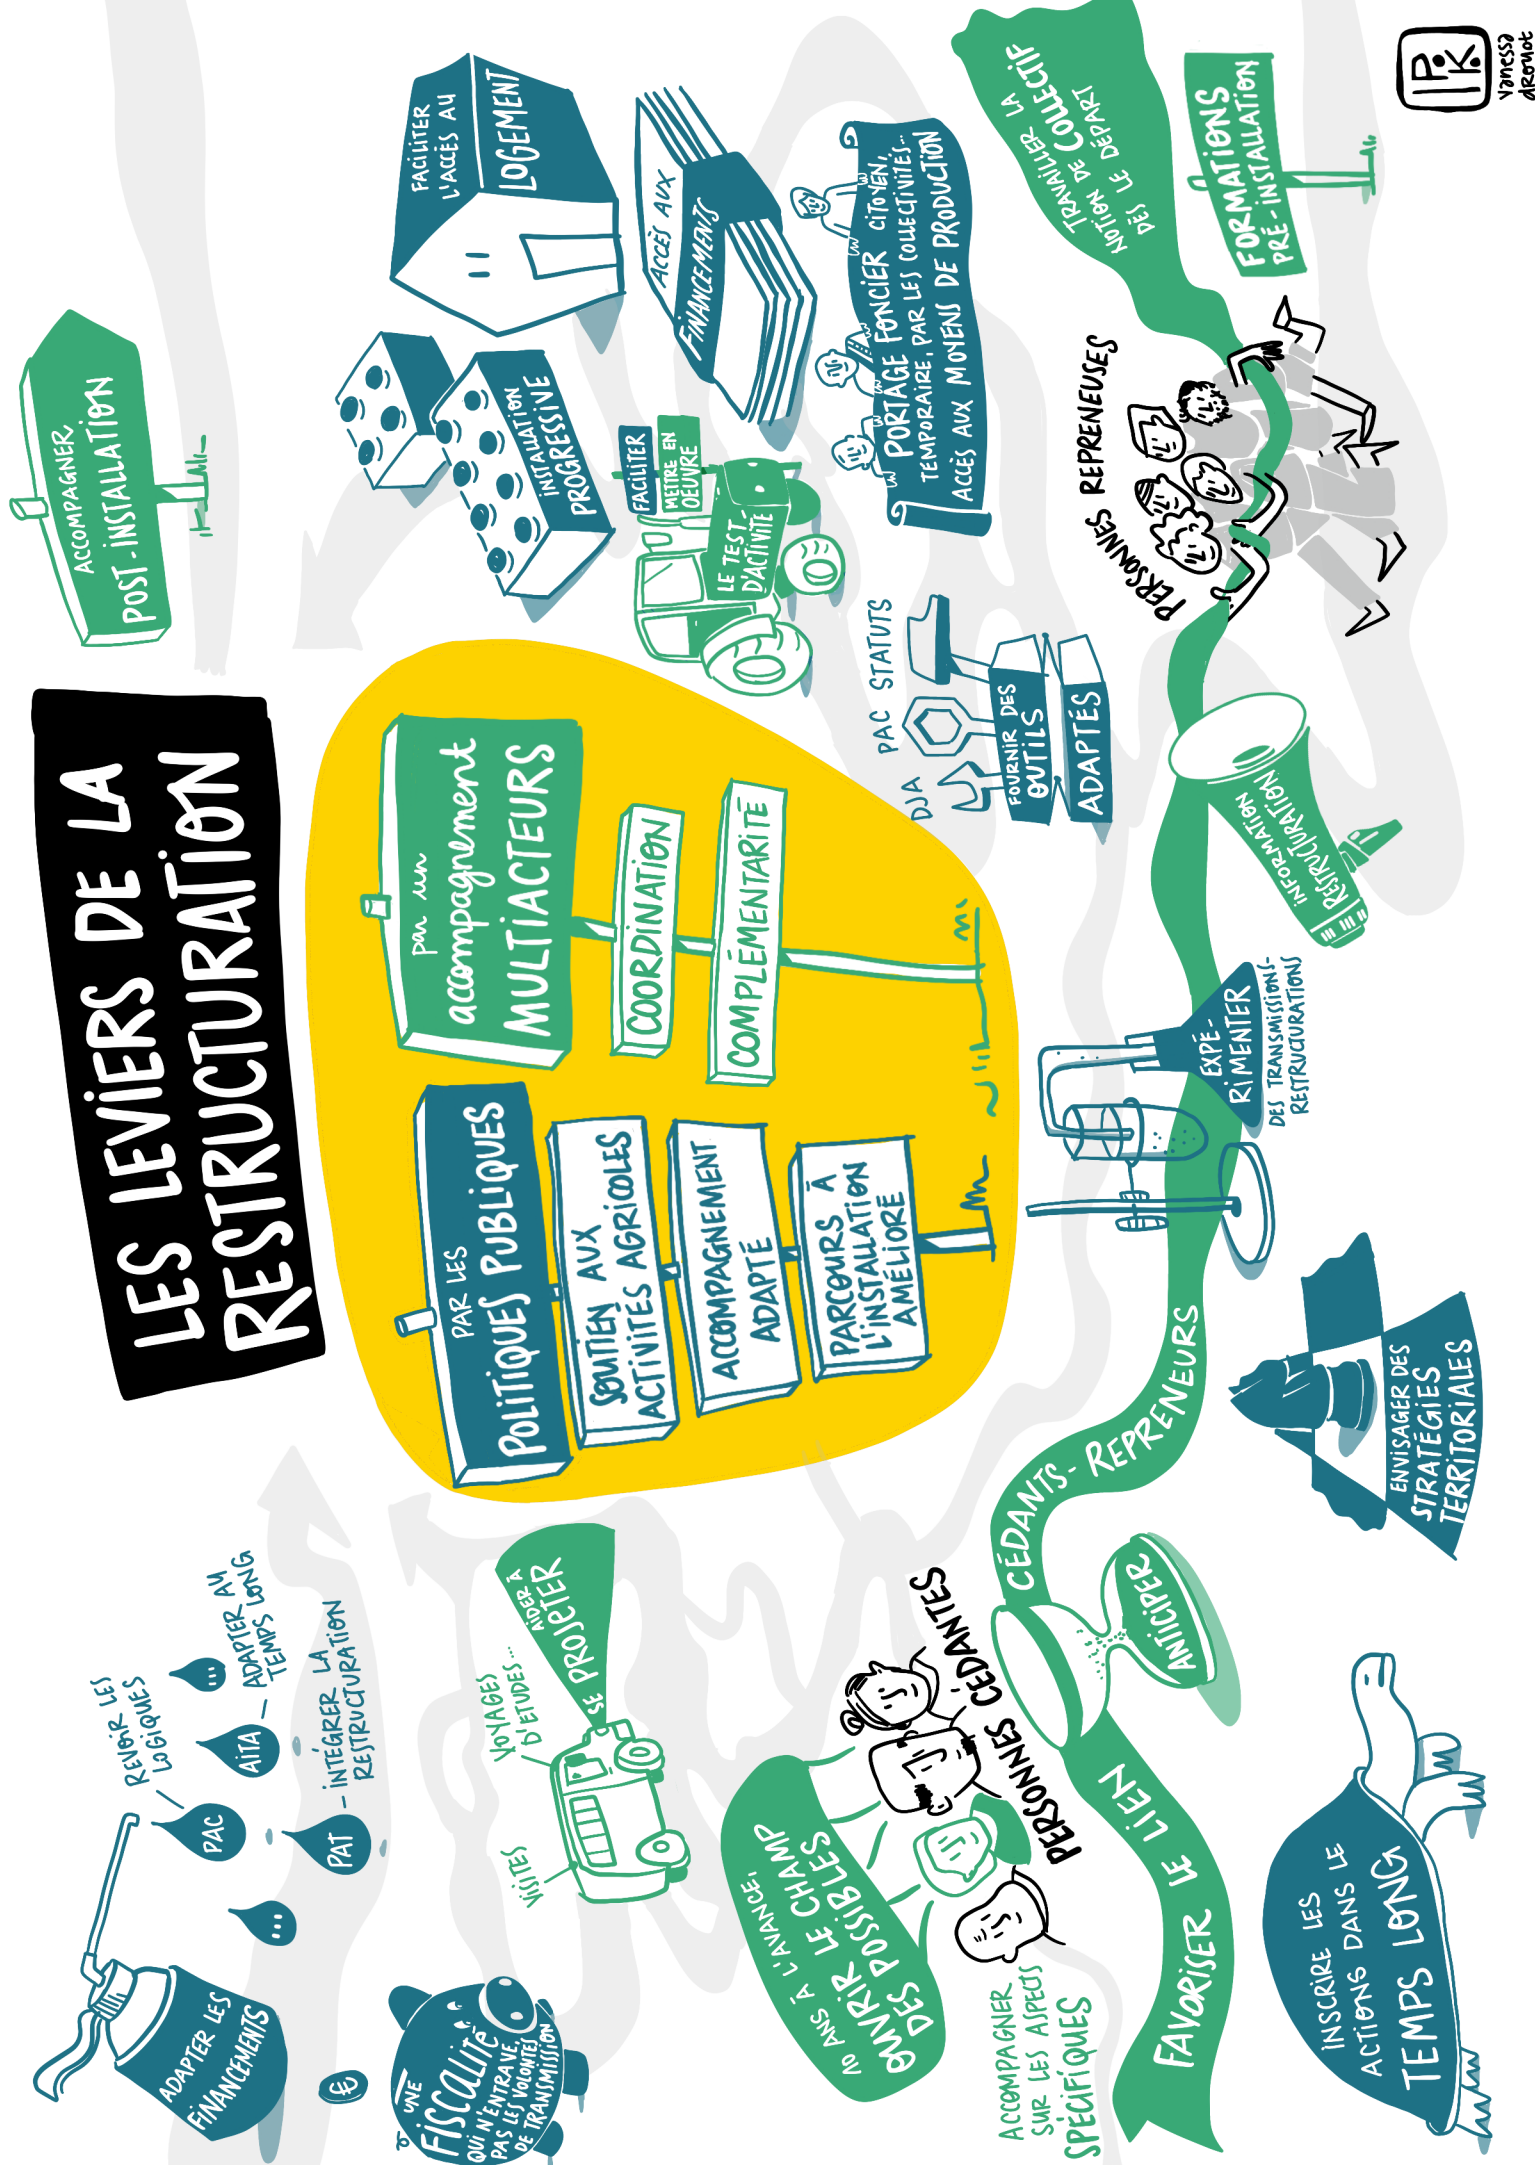 LES LEVIERS DE LA
RESTRUCTURATION
ADAPTER LES
FINANCEMENTS
REVOIR LES
LOGIQUES
PAC
AITA
ADAPTER AU
TEMPS LONG
PAT
INTÉGRER LA
RESTRUCTURATION
...
...
€
UNE
FISCALITÉ
QUI N'ENTRAVE
PAS LES VOLONTÉS
DE TRANSMISSION
VISITES
VOYAGES
D'ETUDES...
AIDER À
SE PROJETER
10 ANS À L'AVANCE,
OUVRIR LE CHAMP
DES POSSIBLES
PERSONNES CÉDANTES
ACCOMPAGNER
SUR LES ASPECTS
SPÉCIFIQUES
FAVORISER LE LIEN
CÉDANTS - REPRENEURS
ANTICIPER
INSCRIRE LES
ACTIONS DANS LE
TEMPS LONG
ENVISAGER DES
STRATÉGIES
TERRITORIALES
PAR LES
POLITIQUES PUBLIQUES
SOUTIEN AUX
ACTIVITÉS AGRICOLES
ACCOMPAGNEMENT
ADAPTÉ
PARCOURS À
L'INSTALLATION
AMÉLIORÉ
par un
accompagnement
MULTIACTEURS
COORDINATION
COMPLÉMENTARITÉ
EXPÉ-
RIMENTER
DES TRANSMISSIONS-
RESTRUCTURATIONS
INFORMATION
RESTRUCTURATION
DJA
PAC
STATUTS
FOURNIR DES
OUTILS
ADAPTÉS
ACCOMPAGNER
POST-INSTALLATION
INSTALLATION
PROGRESSIVE
FACILITER
L'ACCÈS AU
LOGEMENT
FACILITER
METTRE EN
OEUVRE
LE TEST-
D'ACTIVITÉ
ACCÈS AUX
FINANCEMENTS
PORTAGE FONCIER CITOYEN,
TEMPORAIRE, PAR LES COLLECTIVITÉS...
ACCÈS AUX MOYENS DE PRODUCTION
PERSONNES REPRENEUSES
TRAVAILLER LA
NOTION DE COLLECTIF
DÈS LE DÉPART
FORMATIONS
PRÉ-INSTALLATION
IPOK
vanessa
drouot